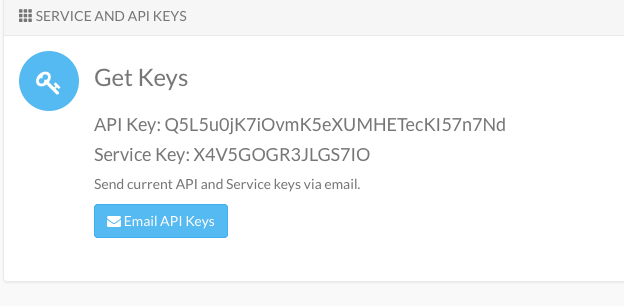 SERVICE AND API KEYS
Get Keys
API Key: Q5L5u0jK7iOvmK5eXUMHETecKI57n7Nd
Service Key: X4V5GOGR3JLGS7IO
Send current API and Service keys via email.
Email API Keys